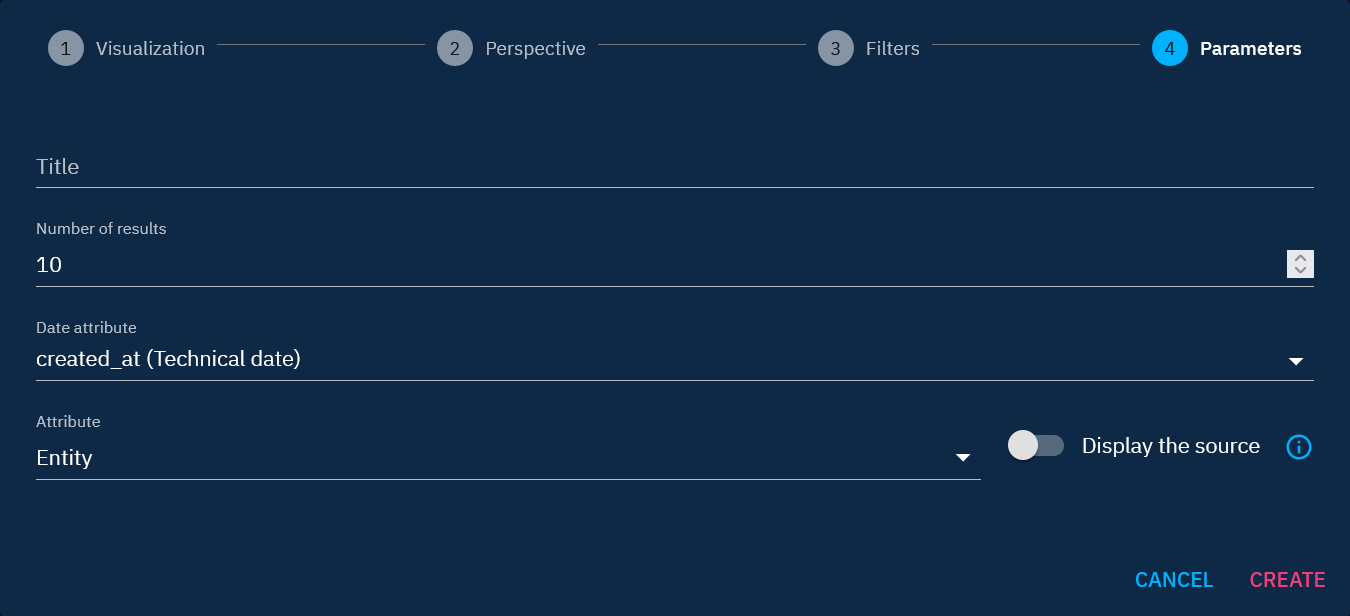 1 Visualization 2 Perspective 3 Filters 4 Parameters
Title
Number of results
10
Date attribute
created_at (Technical date)
Attribute
Entity
Display the source
CANCEL CREATE